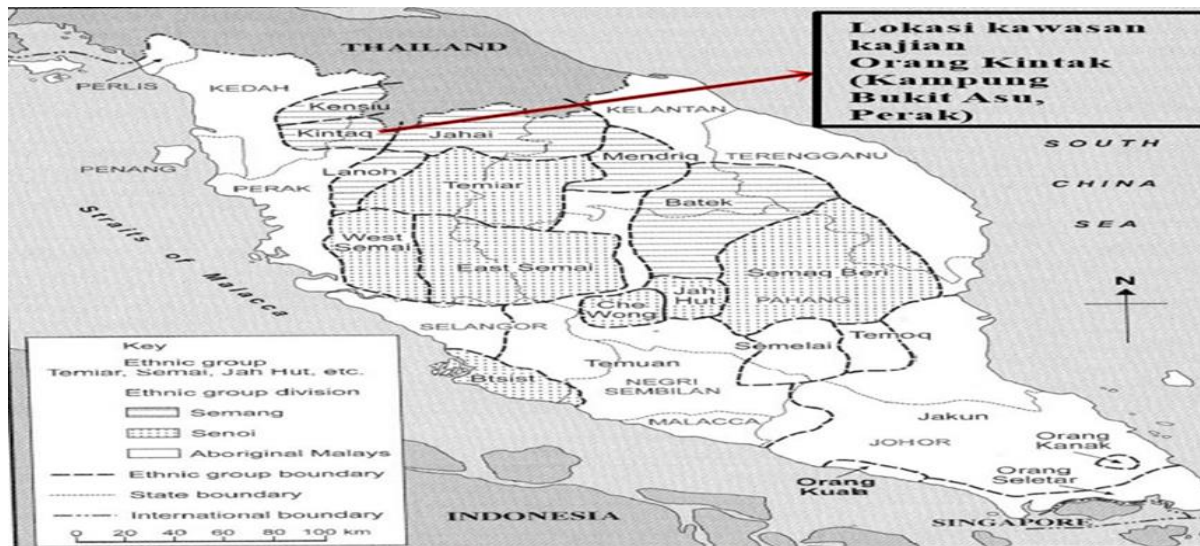 Lokasi kawasan
kajian
Orang Kintak
(Kampung
Bukit Asu,
Perak)
THAILAND
PERLIS
KEDAH
Kensiu
KELANTAN
Kintaq
Jahai
PENANG
Lanoh
Mendriq
TERENGGANU
SOUTH
CHINA
SEA
PERAK
Temiar
Batek
Straits of Malacca
West
Semai
East Semai
Semaq Beri
Jah
Hut
PAHANG
Che
Wong
N
SELANGOR
Semelai
Temoq
Temuan
Btsist
NEGRI
SEMBILAN
MALACCA
Jakun
JOHOR
Orang
Kanak
Orang
Seletar
Orang
Kuala
SINGAPORE
INDONESIA
Key
Ethnic group
Temiar, Semai, Jah Hut, etc.
Ethnic group division
Semang
Senoi
Aboriginal Malays
Ethnic group boundary
State boundary
International boundary
0 20 40 60 80 100 km